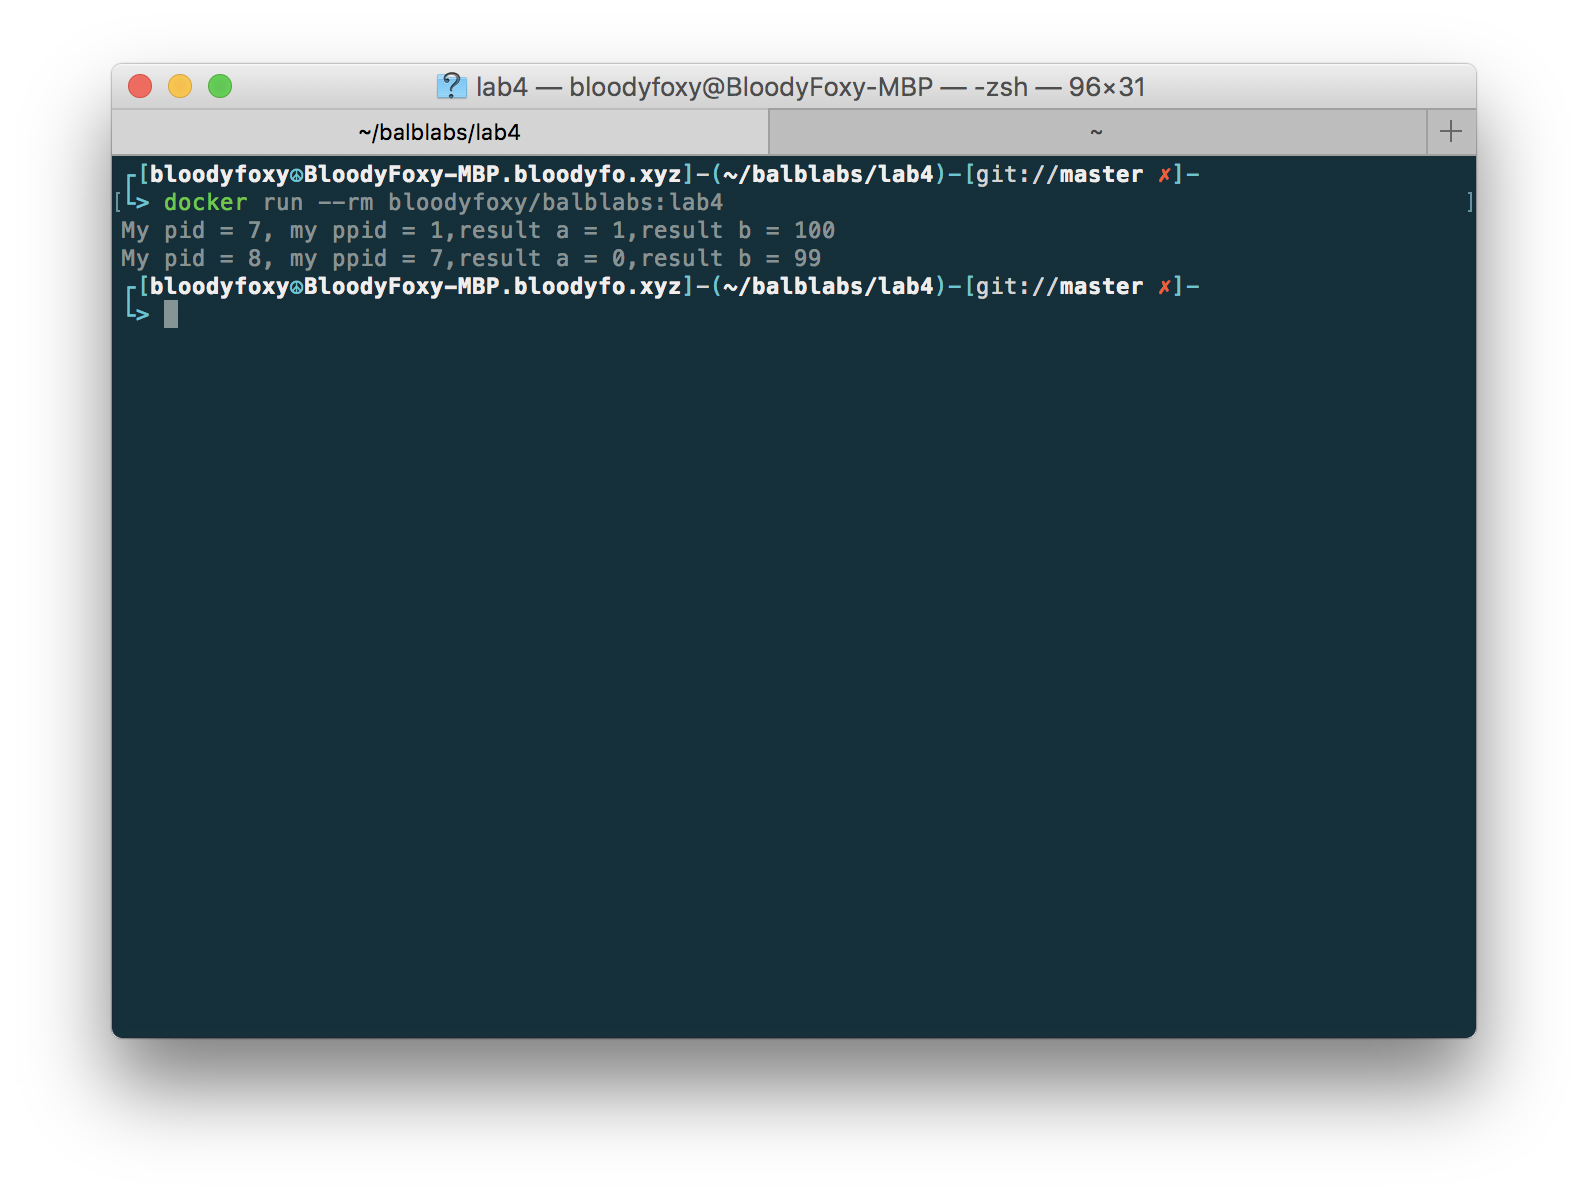 lab4 — bloodyfoxy@BloodyFoxy-MBP — -zsh — 96×31
~/balblabs/lab4 ~
┌[bloodyfoxy☮BloodyFoxy-MBP.bloodyfo.xyz]-(~/balblabs/lab4)-[git://master ✗]-
[└> docker run --rm bloodyfoxy/balblabs:lab4 ]
My pid = 7, my ppid = 1,result a = 1,result b = 100
My pid = 8, my ppid = 7,result a = 0,result b = 99
┌[bloodyfoxy☮BloodyFoxy-MBP.bloodyfo.xyz]-(~/balblabs/lab4)-[git://master ✗]-
└>